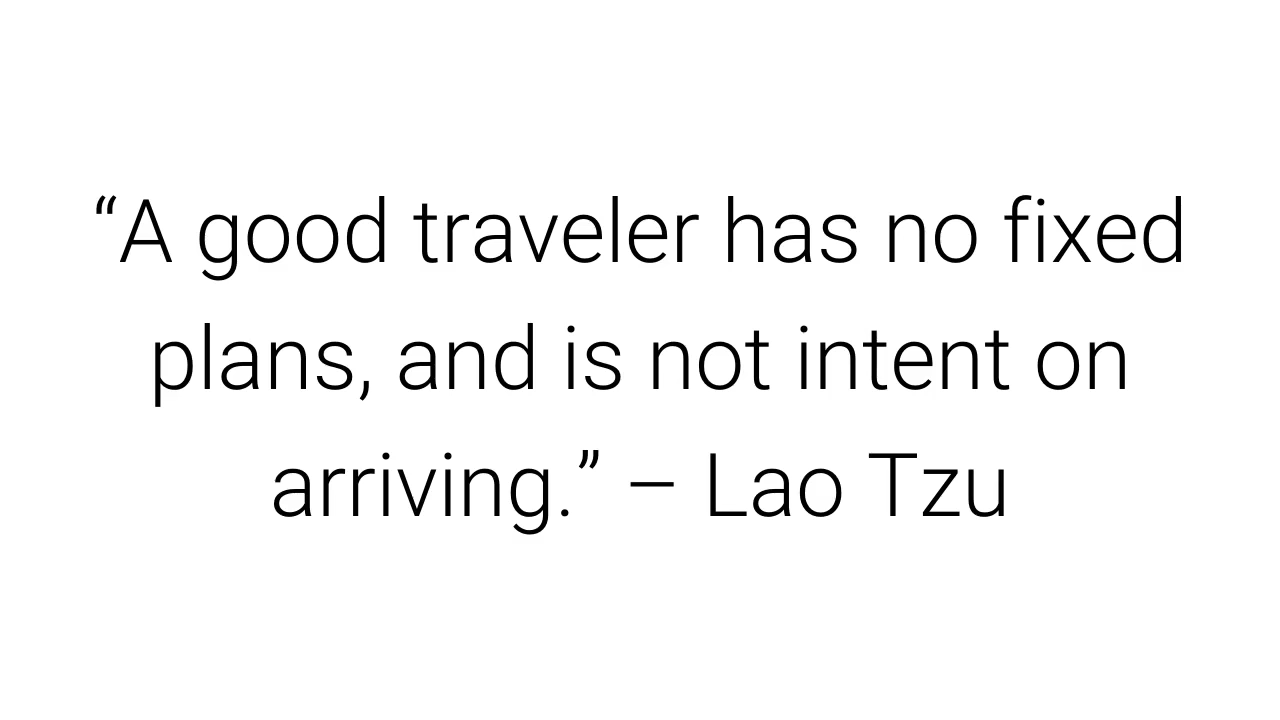 “A good traveler has no fixed
plans, and is not intent on
arriving.” – Lao Tzu